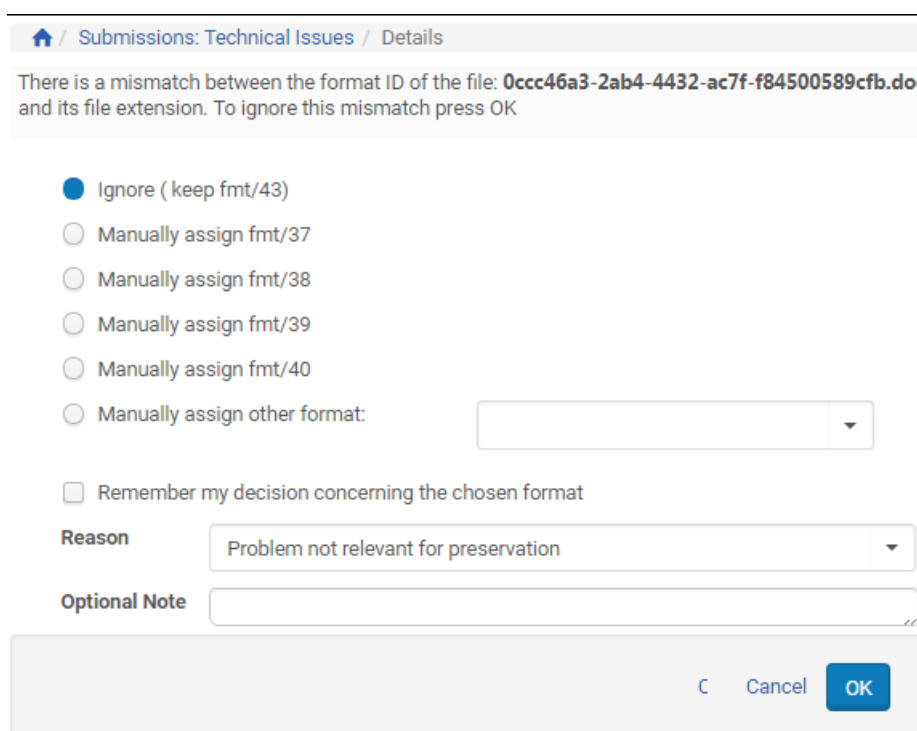 / Submissions: Technical Issues / Details
There is a mismatch between the format ID of the file: 0ccc46a3-2ab4-4432-ac7f-f84500589cfb.do
and its file extension. To ignore this mismatch press OK
Ignore ( keep fmt/43)
Manually assign fmt/37
Manually assign fmt/38
Manually assign fmt/39
Manually assign fmt/40
Manually assign other format:
Remember my decision concerning the chosen format
Reason Problem not relevant for preservation
Optional Note
C Cancel OK